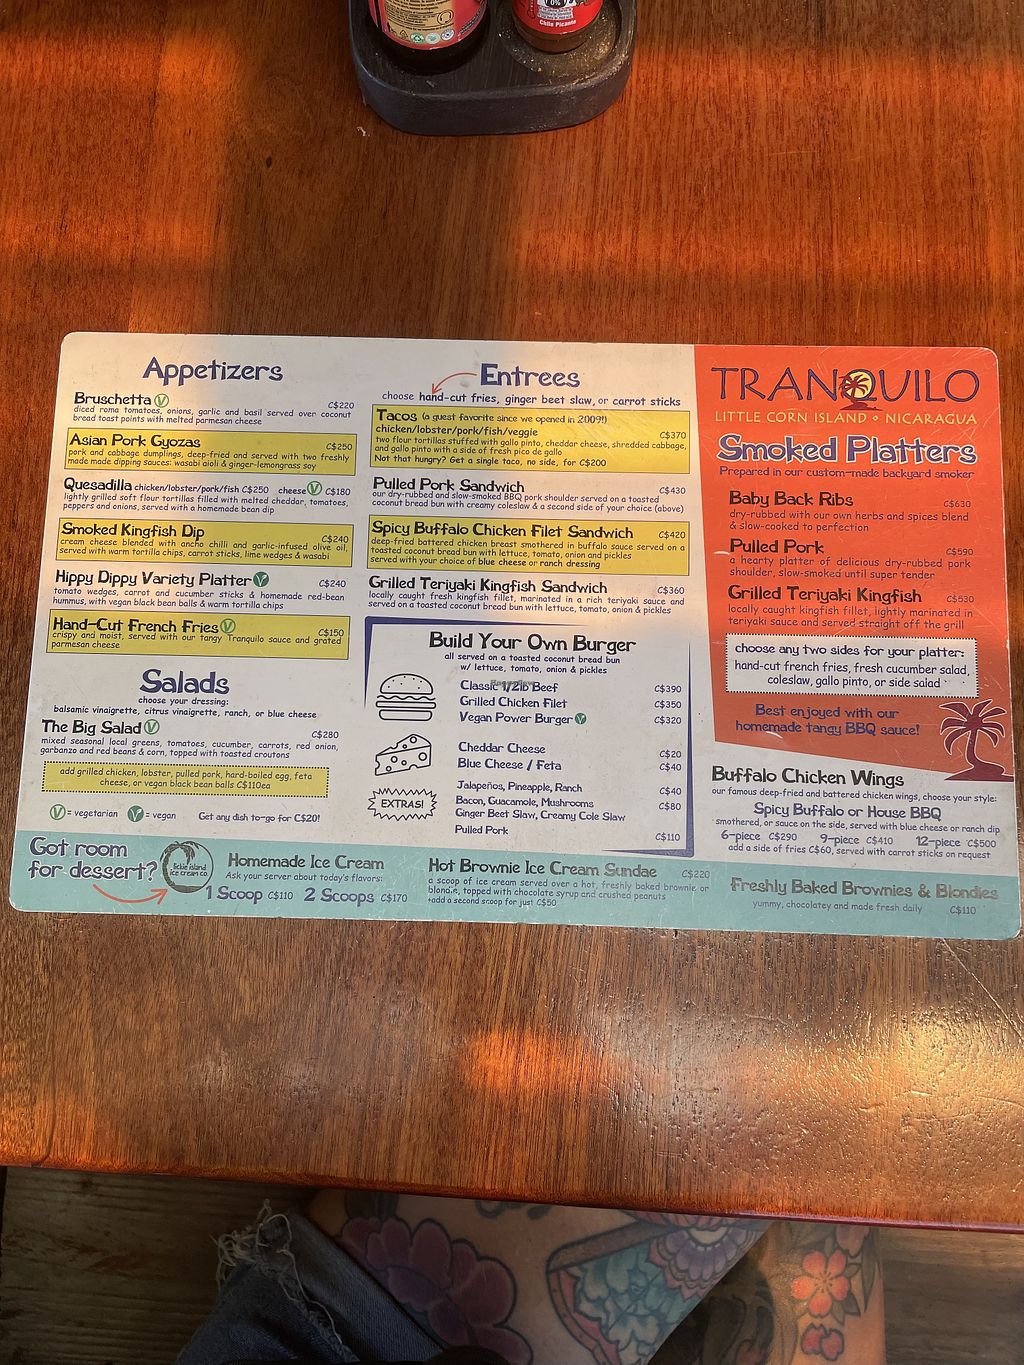 0%
Chile Picante
Appetizers
Bruschetta V
C$220
diced roma tomatoes, onions, garlic and basil served over coconut
bread toast points with melted parmesan cheese
Asian Pork Gyozas
C$250
pork and cabbage dumplings, deep-fried and served with two freshly
made made dipping sauces: wasabi aioli & ginger-lemongrass soy
Quesadilla chicken/lobster/pork/fish C$250 cheese V C$180
lightly grilled soft flour tortillas filled with melted cheddar, tomatoes,
peppers and onions, served with a homemade bean dip
Smoked Kingfish Dip
C$240
cream cheese blended with ancho chilli and garlic-infused olive oil,
served with warm tortilla chips, carrot sticks, lime wedges & wasabi
Hippy Dippy Variety Platter V
C$240
tomato wedges, carrot and cucumber sticks & homemade red-bean
hummus, with vegan black bean balls & warm tortilla chips
Hand-Cut French Fries V
C$150
crispy and moist, served with our tangy Tranquilo sauce and grated
parmesan cheese
Salads
choose your dressing:
balsamic vinaigrette, citrus vinaigrette, ranch, or blue cheese
The Big Salad V
C$280
mixed seasonal local greens, tomatoes, cucumber, carrots, red onion,
garbanzo and red beans & corn, topped with toasted croutons
add grilled chicken, lobster, pulled pork, hard-boiled egg, feta
cheese, or vegan black bean balls C$110ea
V = vegetarian V = vegan Get any dish to-go for C$20!
Entrees
choose hand-cut fries, ginger beet slaw, or carrot sticks
Tacos (a guest favorite since we opened in 2009!)
chicken/lobster/pork/fish/veggie
C$370
two flour tortillas stuffed with gallo pinto, cheddar cheese, shredded cabbage,
and gallo pinto with a side of fresh pico de gallo
Not that hungry? Get a single taco, no side, for C$200
Pulled Pork Sandwich
C$430
our dry-rubbed and slow-smoked BBQ pork shoulder served on a toasted
coconut bread bun with creamy coleslaw & a second side of your choice (above)
Spicy Buffalo Chicken Filet Sandwich
C$420
deep-fried battered chicken breast smothered in buffalo sauce served on a
toasted coconut bread bun with lettuce, tomato, onion and pickles
served with your choice of blue cheese or ranch dressing
Grilled Teriyaki Kingfish Sandwich
C$360
locally caught fresh kingfish fillet, marinated in a rich teriyaki sauce and
served on a toasted coconut bread bun with lettuce, tomato, onion & pickles
Build Your Own Burger
all served on a toasted coconut bread bun
w/ lettuce, tomato, onion & pickles
Classic 1/2lb Beef C$390
Grilled Chicken Filet C$350
Vegan Power Burger V C$320
Cheddar Cheese C$20
Blue Cheese / Feta C$40
EXTRAS!
Jalapeños, Pineapple, Ranch C$40
Bacon, Guacamole, Mushrooms C$80
Ginger Beet Slaw, Creamy Cole Slaw
Pulled Pork C$110
TRANQUILO
LITTLE CORN ISLAND • NICARAGUA
Smoked Platters
Prepared in our custom-made backyard smoker
Baby Back Ribs C$630
dry-rubbed with our own herbs and spices blend
& slow-cooked to perfection
Pulled Pork C$590
a hearty platter of delicious dry-rubbed pork
shoulder, slow-smoked until super tender
Grilled Teriyaki Kingfish C$530
locally caught kingfish fillet, lightly marinated in
teriyaki sauce and served straight off the grill
choose any two sides for your platter:
hand-cut french fries, fresh cucumber salad,
coleslaw, gallo pinto, or side salad
Best enjoyed with our
homemade tangy BBQ sauce!
Buffalo Chicken Wings
our famous deep-fried and battered chicken wings, choose your style:
Spicy Buffalo or House BBQ
smothered, or sauce on the side, served with blue cheese or ranch dip
6-piece C$290 9-piece C$410 12-piece C$500
add a side of fries C$60, served with carrot sticks on request
Got room
for dessert?
little island
ice cream co.
Homemade Ice Cream
Ask your server about today's flavors:
1 Scoop C$110 2 Scoops C$170
Hot Brownie Ice Cream Sundae C$220
a scoop of ice cream served over a hot, freshly baked brownie or
blondie, topped with chocolate syrup and crushed peanuts
+add a second scoop for just C$50
Freshly Baked Brownies & Blondies
yummy, chocolatey and made fresh daily C$110